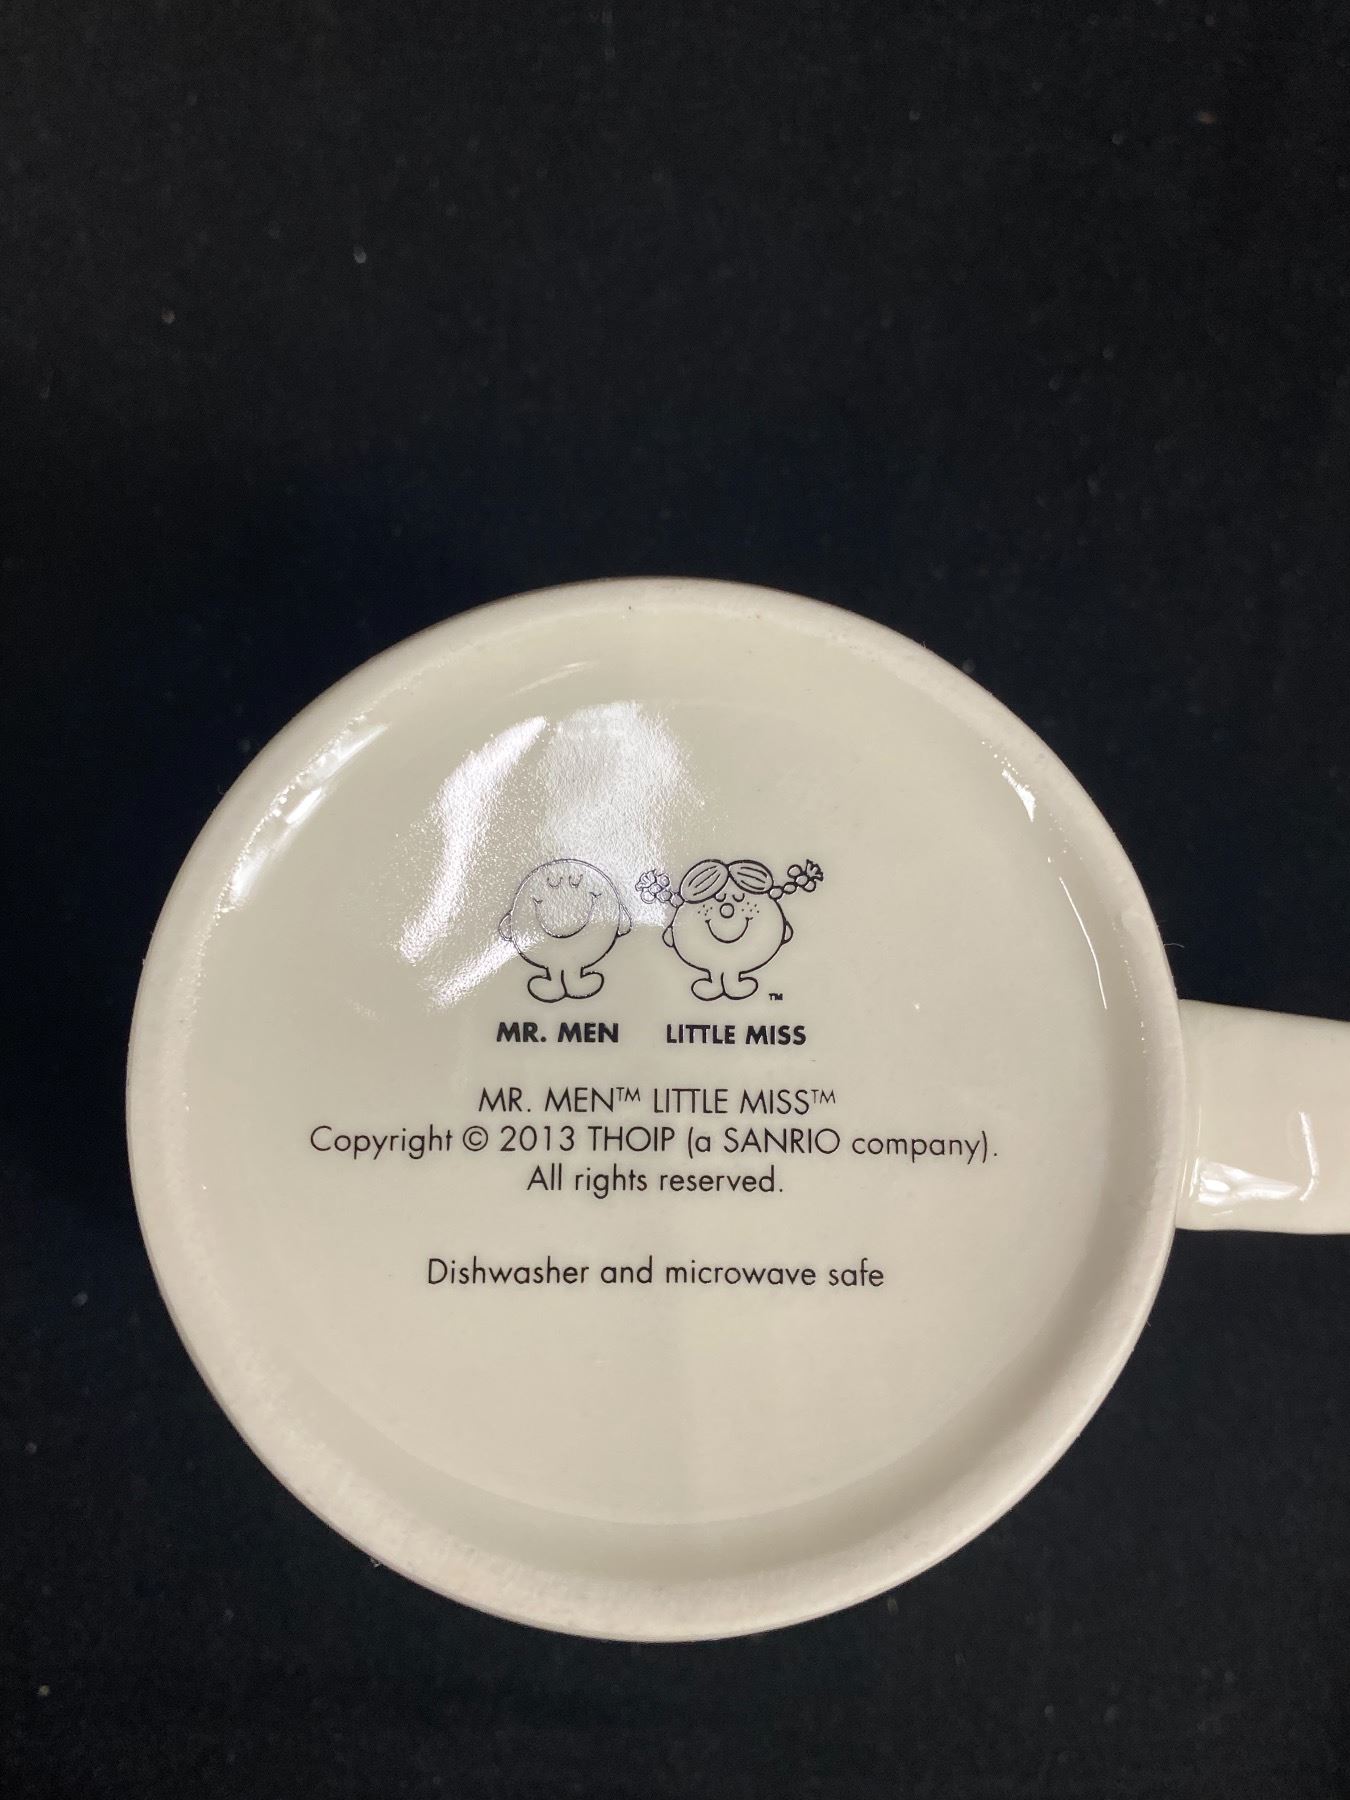 TM
MR. MEN LITTLE MISS
MR. MEN™ LITTLE MISS™
Copyright © 2013 THOIP (a SANRIO company).
All rights reserved.
Dishwasher and microwave safe